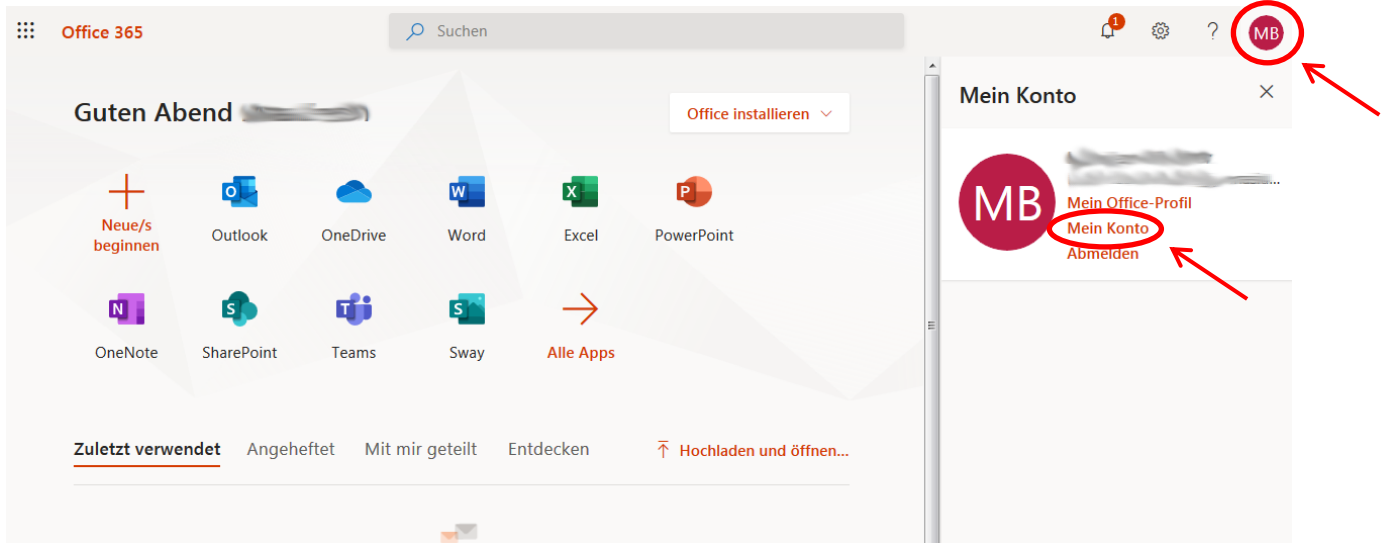 Office 365
Suchen
1
?
MB
Guten Abend
Office installieren
Neue/s
beginnen
Outlook
OneDrive
Word
Excel
PowerPoint
OneNote
SharePoint
Teams
Sway
Alle Apps
Zuletzt verwendet
Angeheftet
Mit mir geteilt
Entdecken
Hochladen und öffnen...
Mein Konto
MB
Mein Office-Profil
Mein Konto
Abmelden